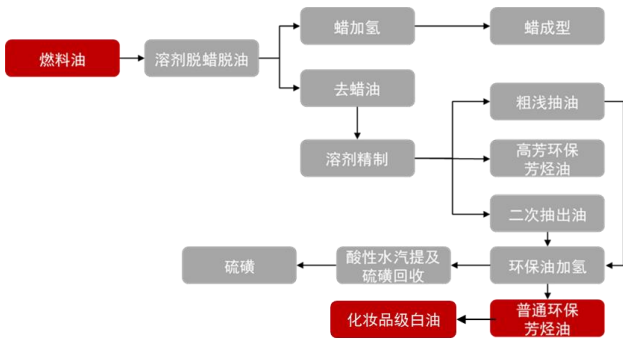 蜡加氢
蜡成型
燃料油
溶剂脱蜡脱油
去蜡油
粗浅抽油
溶剂精制
高芳环保
芳烃油
二次抽出油
硫磺
酸性水汽提及
硫磺回收
环保油加氢
化妆品级白油
普通环保
芳烃油